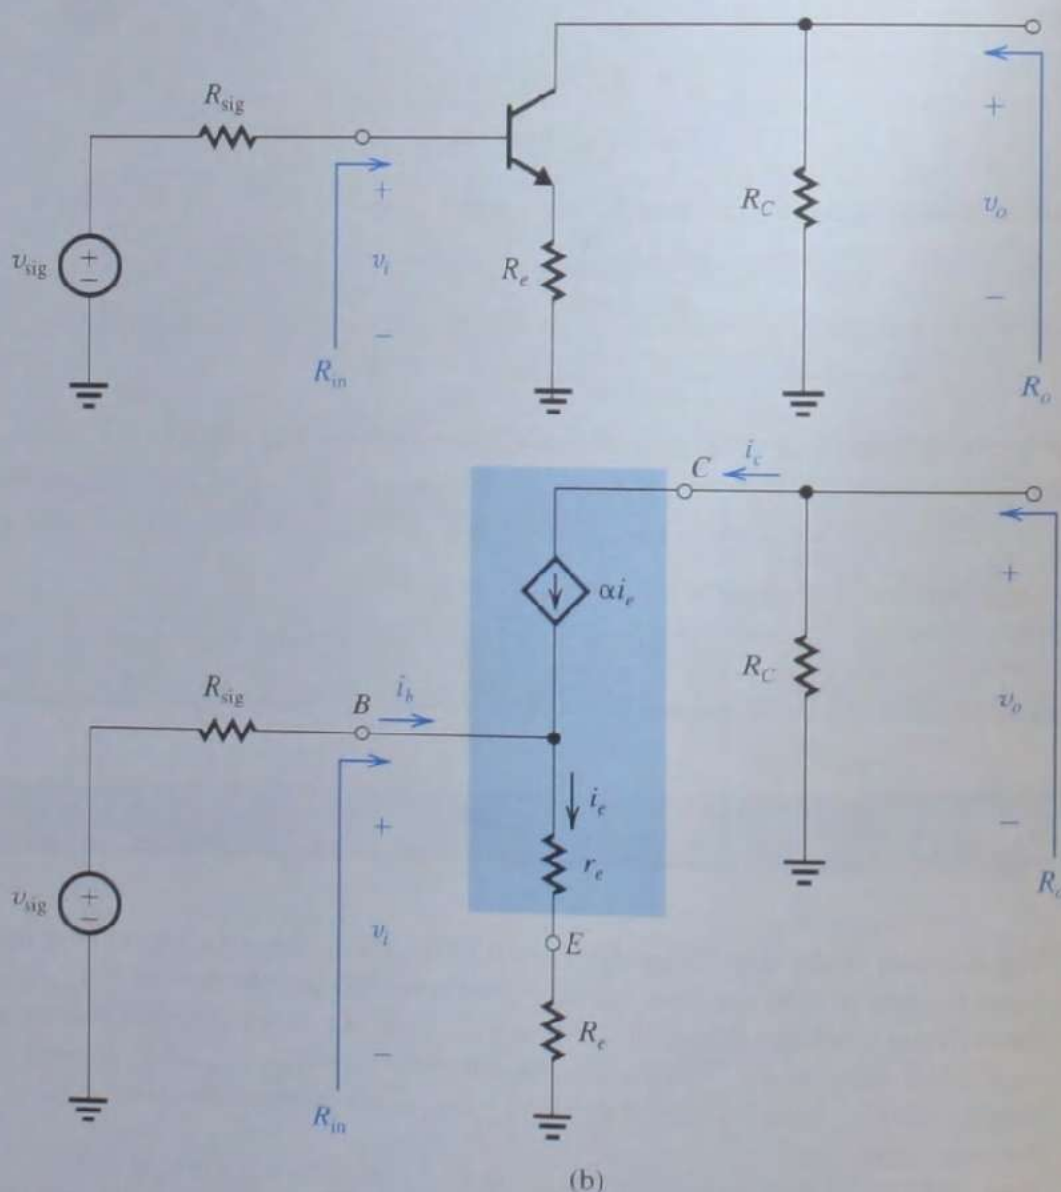 R_sig
+
R_C
v_o
v_sig
+
−
v_i
R_e
−
−
R_in
R_o
C
i_c
αi_e
+
R_sig
B
i_b
R_C
v_o
i_e
+
r_e
−
v_sig
+
−
v_i
E
R_o
R_e
−
R_in
(b)